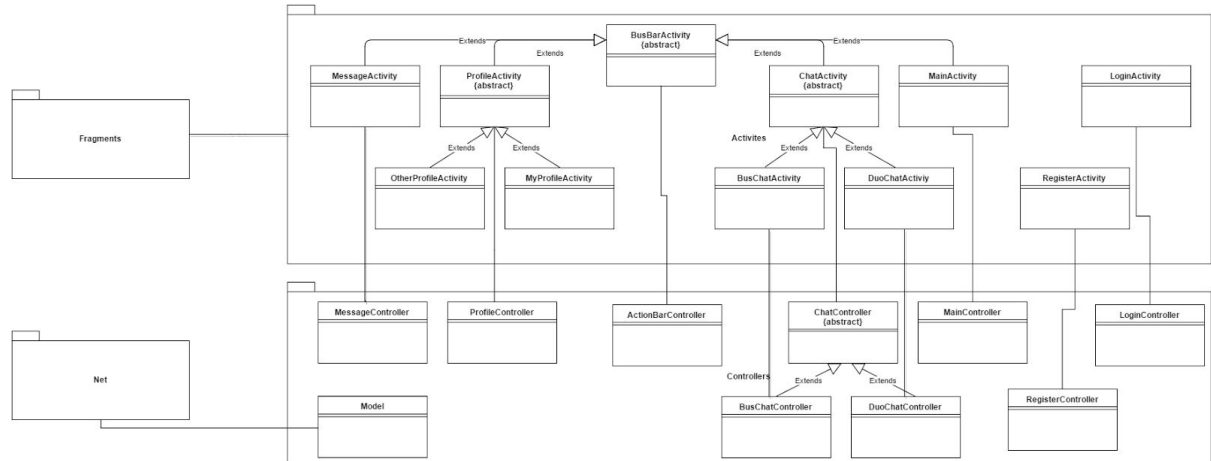 BusBarActivity
{abstract}
Extends
Extends
Extends
Extends
MessageActivity
ProfileActivity
{abstract}
ChatActivity
{abstract}
MainActivity
LoginActivity
Fragments
Activites
Extends
Extends
Extends
Extends
OtherProfileActivity
MyProfileActivity
BusChatActivity
DuoChatActiviy
RegisterActivity
MessageController
ProfileController
ActionBarController
ChatController
{abstract}
MainController
LoginController
Net
Controllers
Extends
Extends
Model
BusChatController
DuoChatController
RegisterController